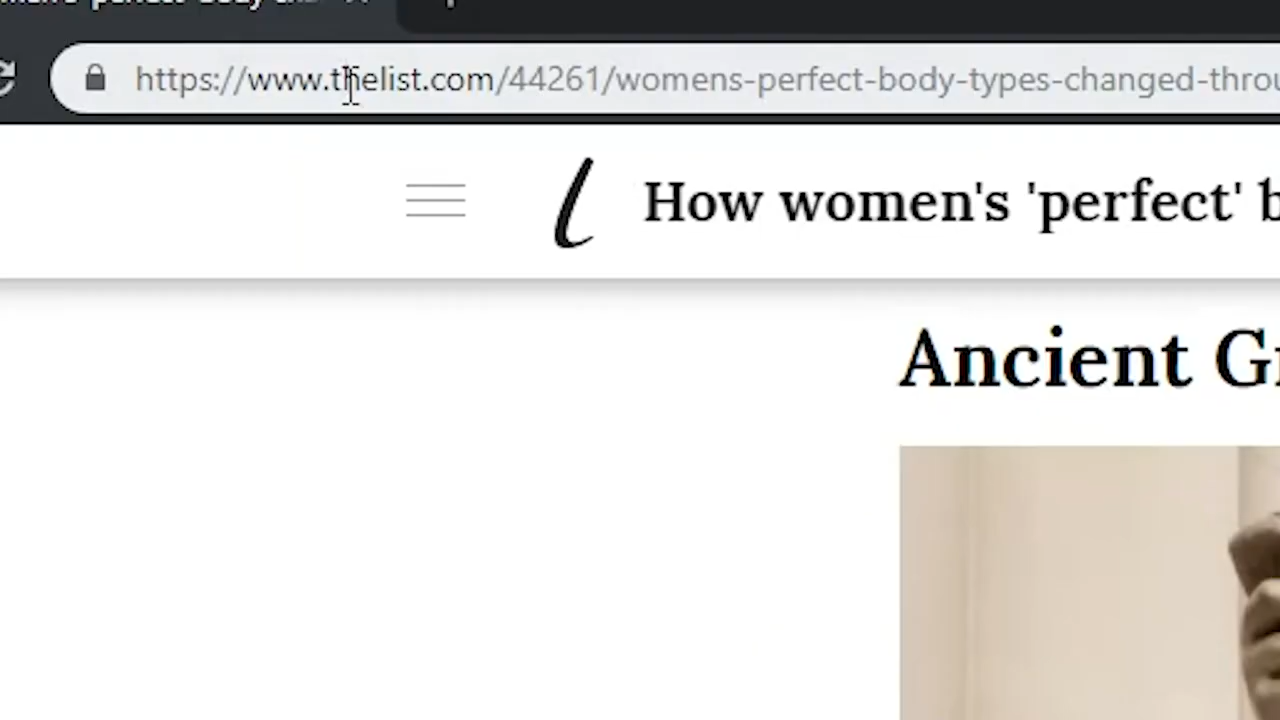 https://www.thelist.com/44261/womens-perfect-body-types-changed-throu
l
How women's 'perfect' b
Ancient Gr